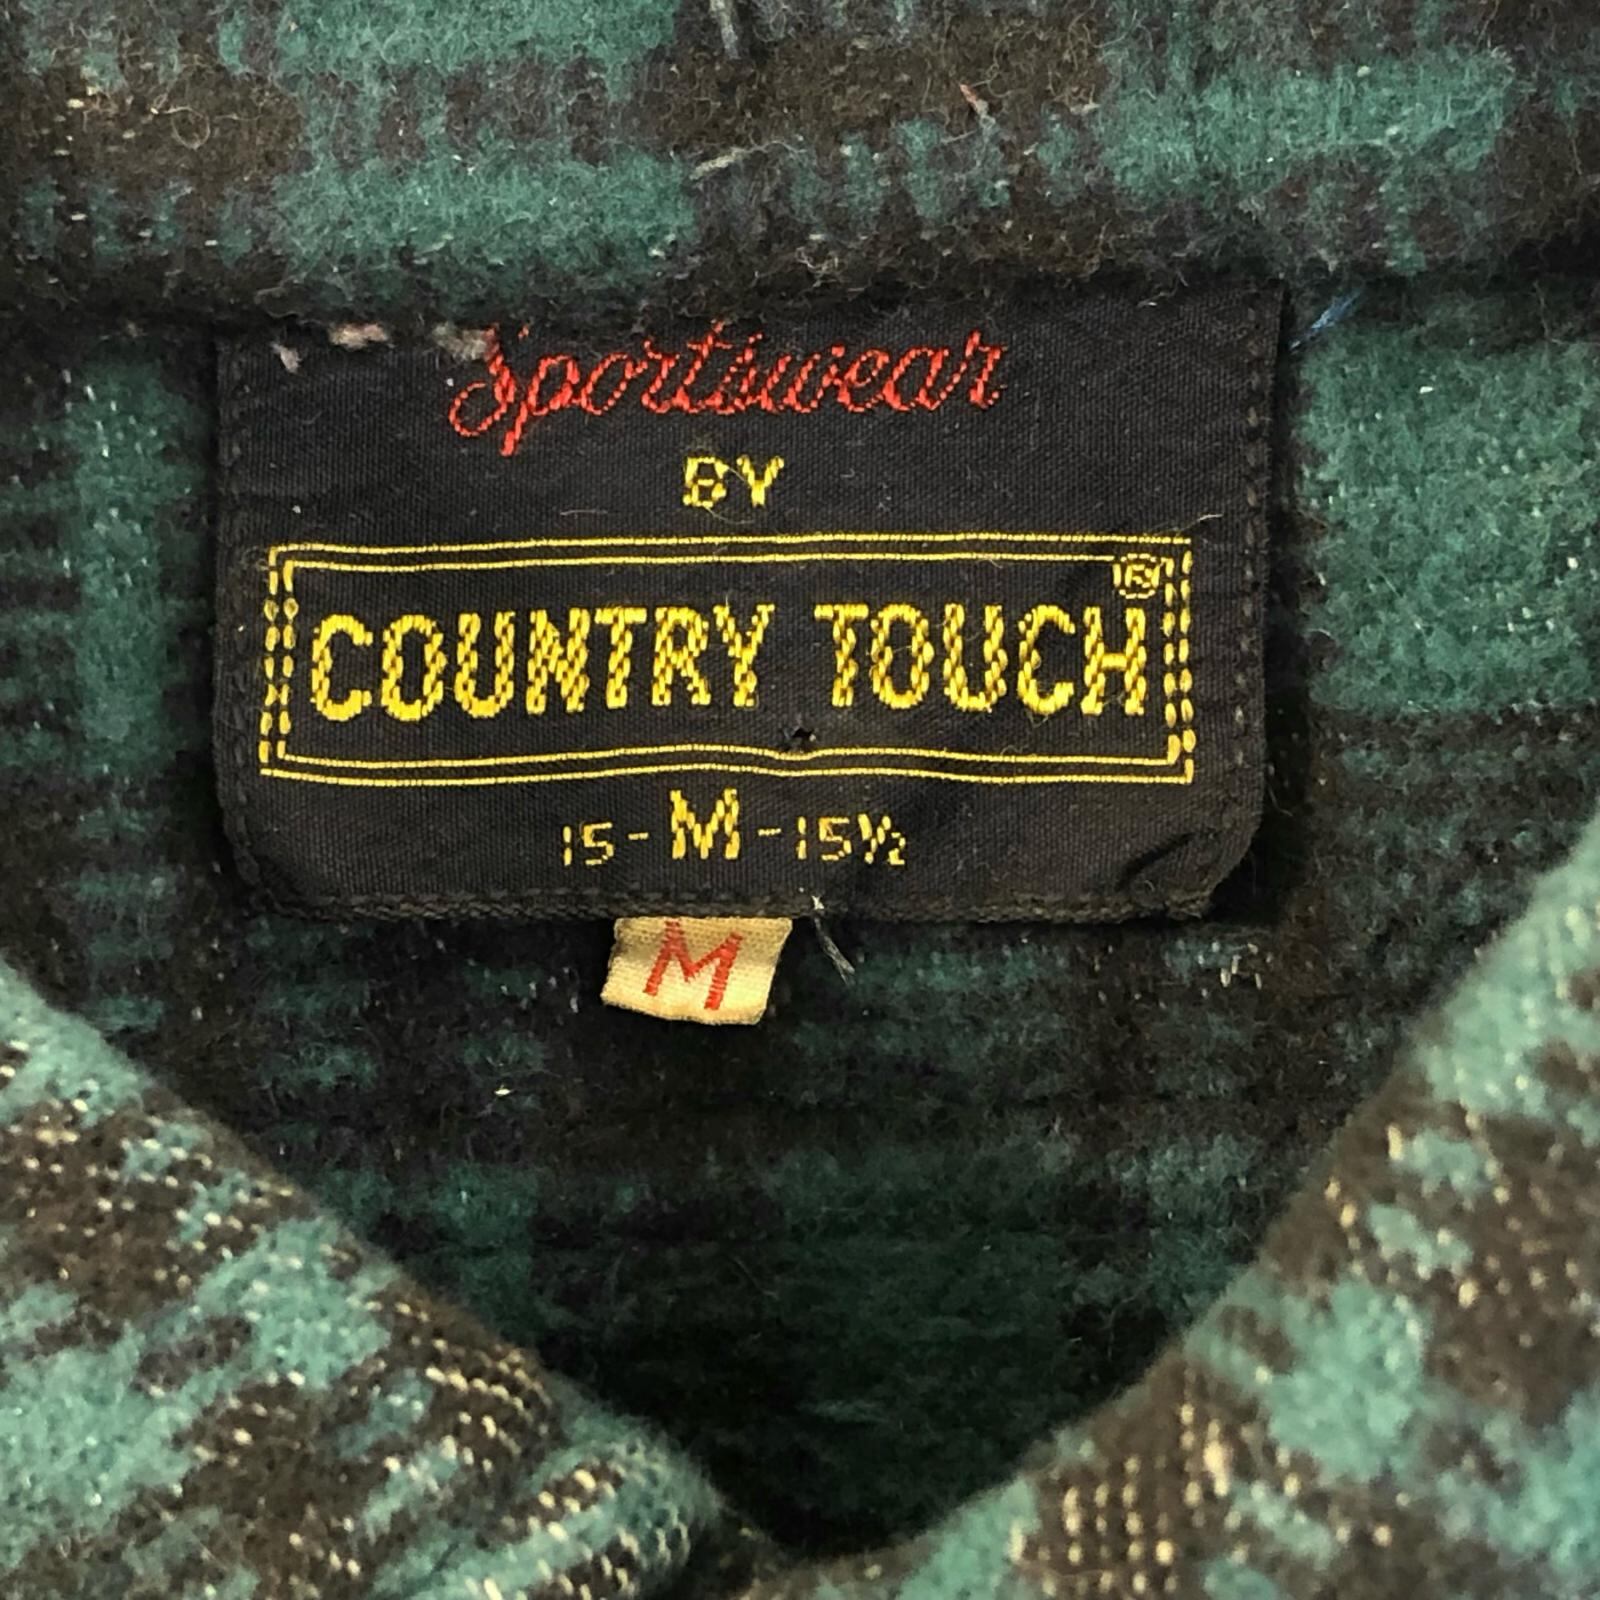 Sportswear
BY
COUNTRY TOUCH®
15-M-15½
M